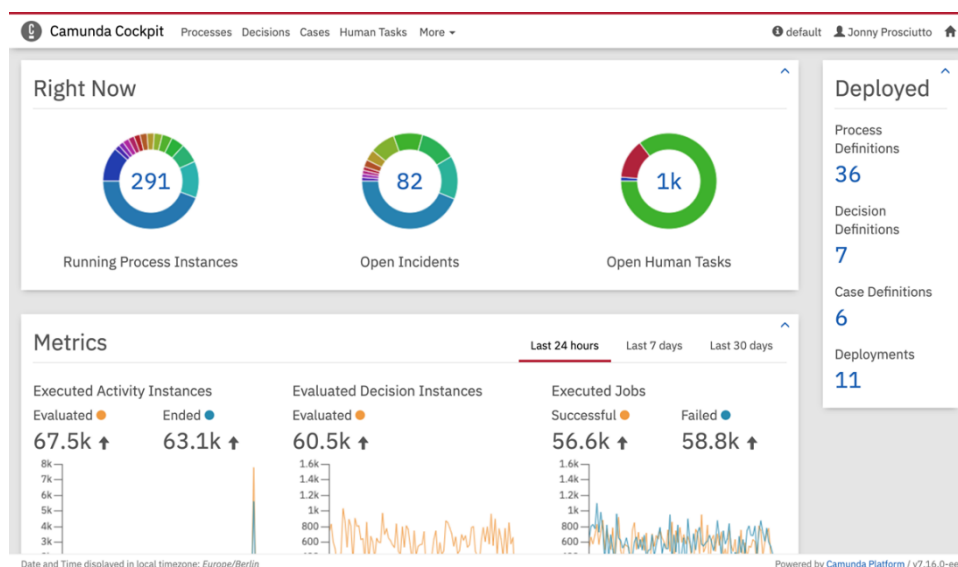 Camunda Cockpit Processes Decisions Cases Human Tasks More default Jonny Prosciutto
Right Now
291
82
1k
Running Process Instances
Open Incidents
Open Human Tasks
Deployed
Process
Definitions
36
Decision
Definitions
7
Case Definitions
6
Deployments
11
Metrics
Last 24 hours Last 7 days Last 30 days
Executed Activity Instances
Evaluated Ended
67.5k 63.1k
8k
7k
6k
5k
4k
3k
Evaluated Decision Instances
Evaluated
60.5k
1.6k
1.4k
1.2k
1k
800
600
Executed Jobs
Successful Failed
56.6k 58.8k
1.6k
1.4k
1.2k
1k
800
600
Date and Time displayed in local timezone: Europe/Berlin
Powered by Camunda Platform / v7.16.0-ee